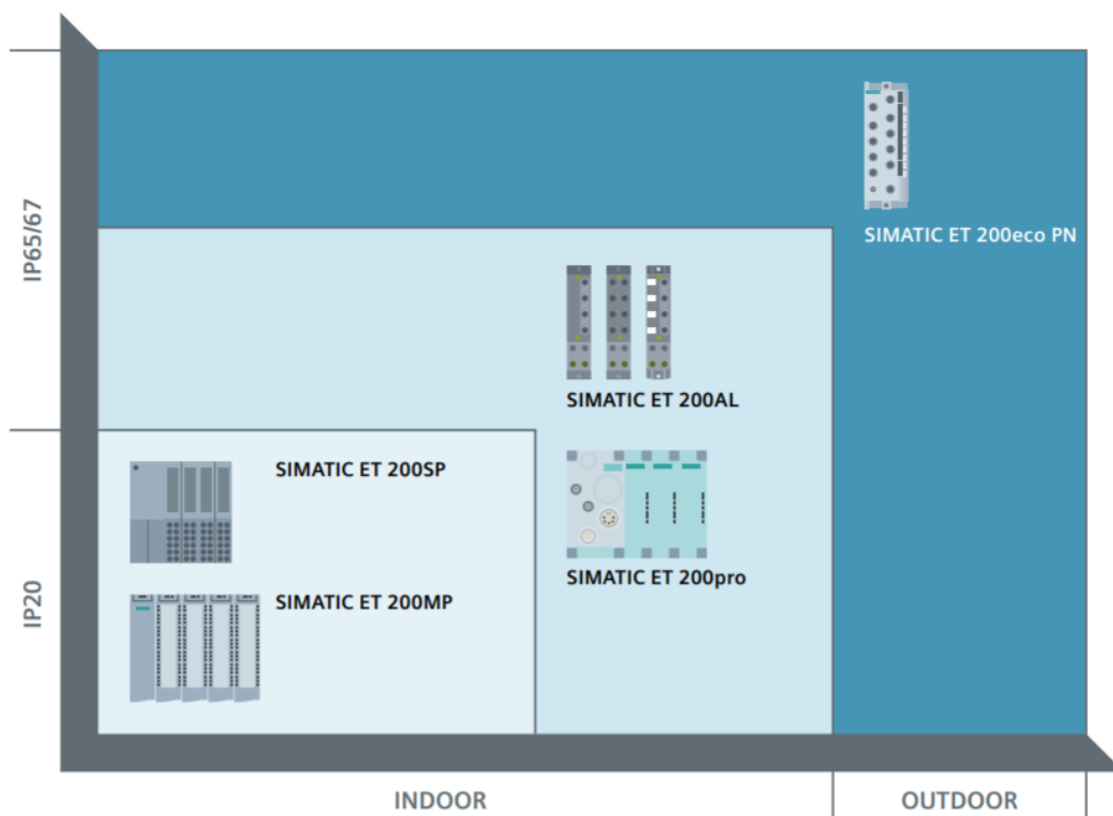 IP65/67
SIMATIC ET 200eco PN
SIMATIC ET 200AL
SIMATIC ET 200SP
SIMATIC ET 200pro
IP20
SIMATIC ET 200MP
INDOOR
OUTDOOR